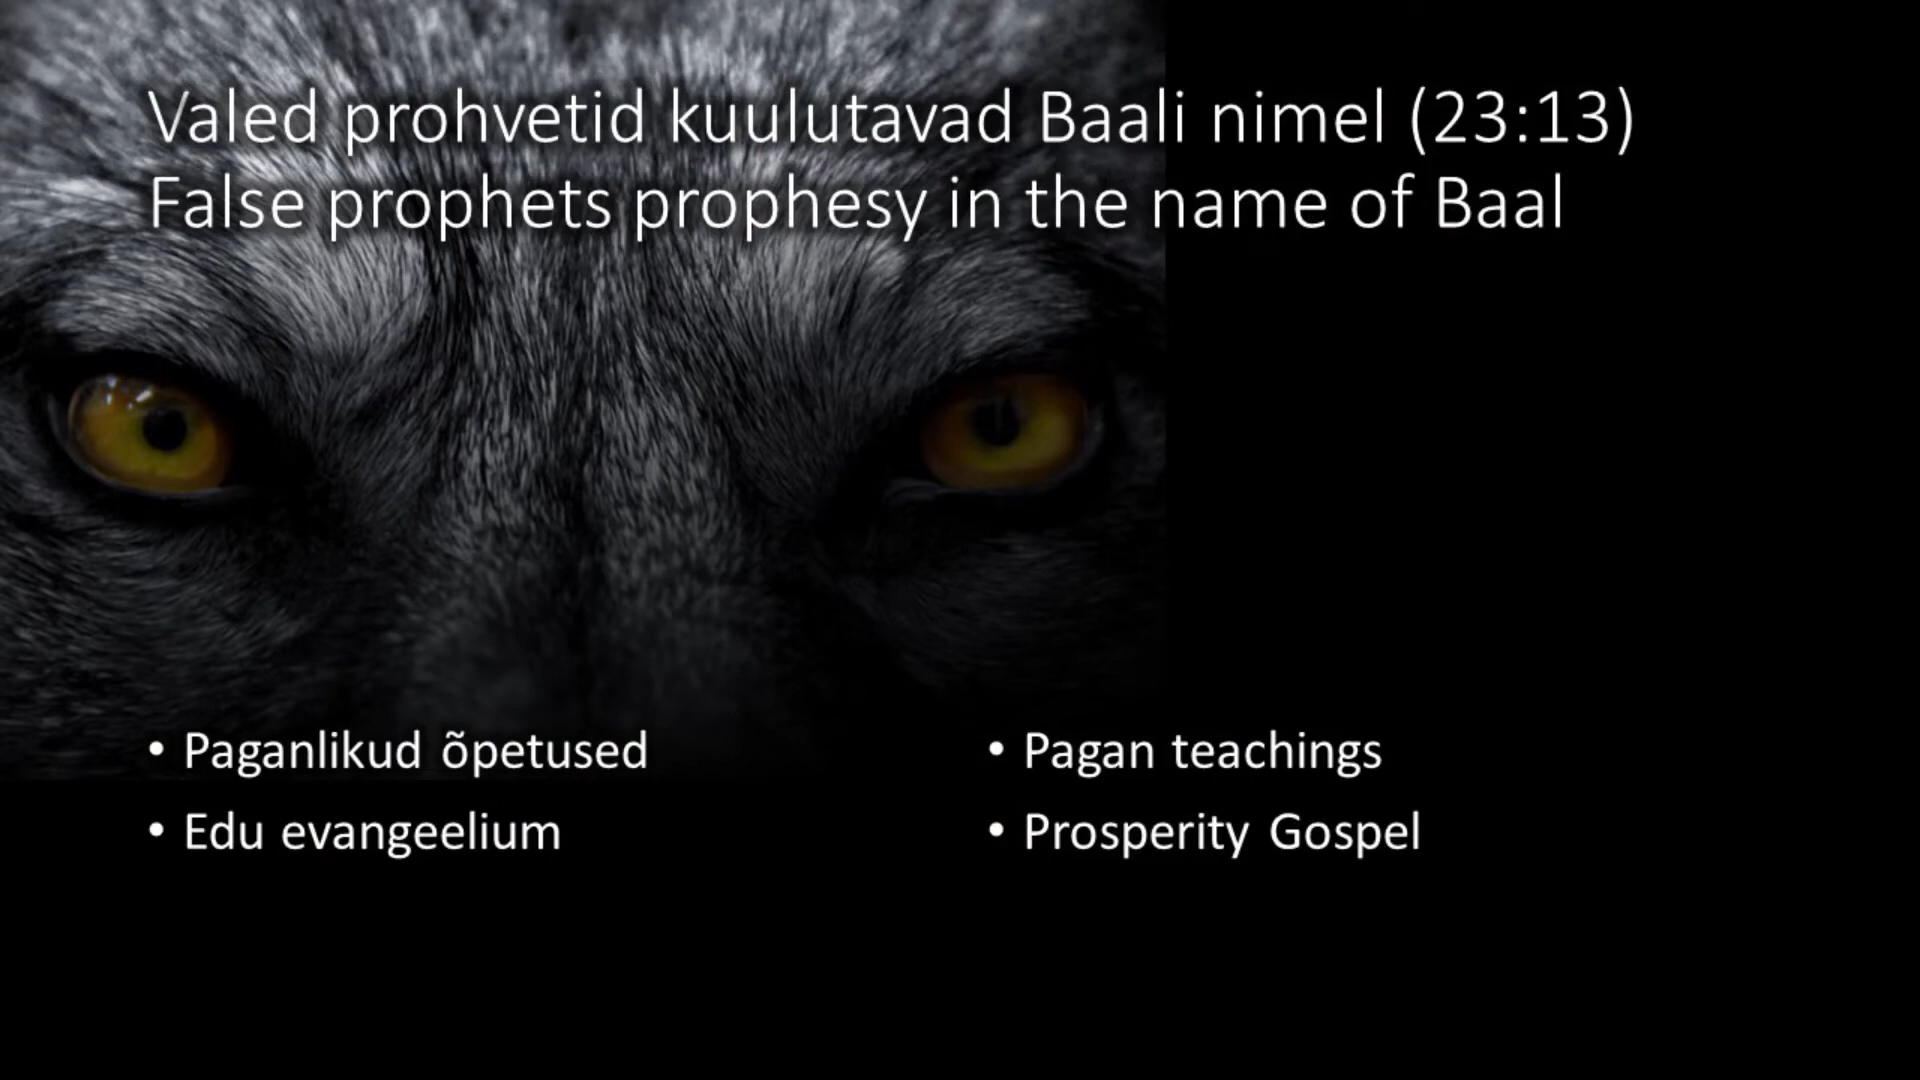 Valed prohvetid kuulutavad Baali nimel (23:13)
False prophets prophesy in the name of Baal
• Paganlikud õpetused
• Edu evangeelium
• Pagan teachings
• Prosperity Gospel